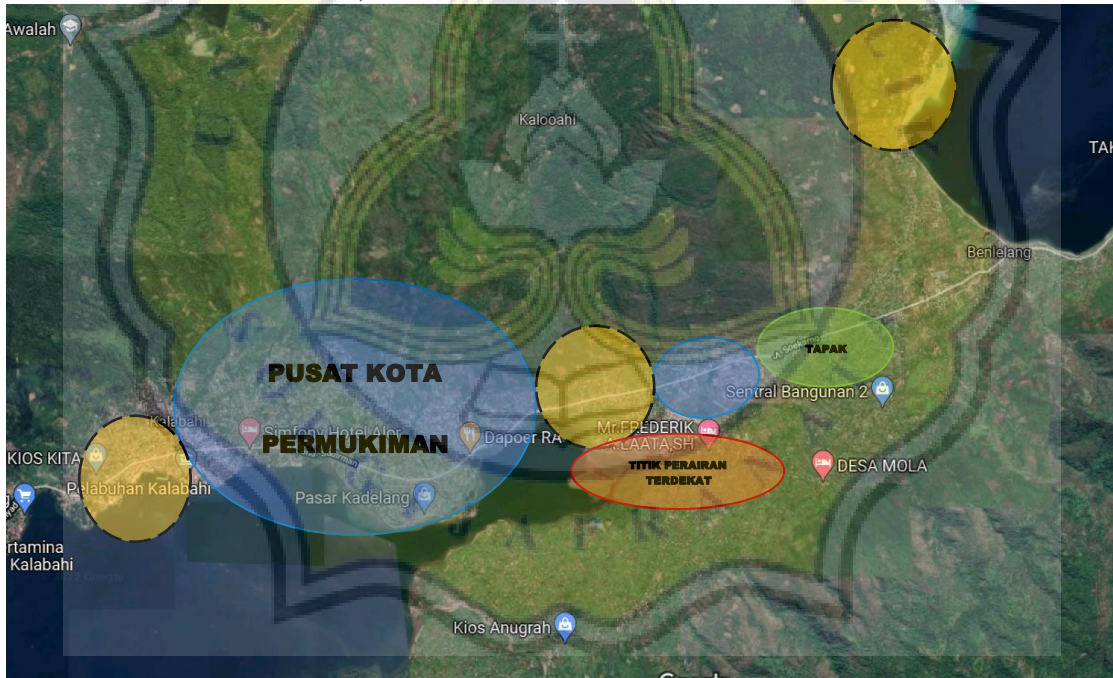 Awalah
Kalooahi
TAK
Benlelang
TAPAK
PUSAT KOTA
Sentral Bangunan 2
Kalabahi
Simfony Hotel Alor
Mr.FREDERIK
A.LAATA,SH
Dapoer RA
PERMUKIMAN
KIOS KITA
TITIK PERAIRAN
TERDEKAT
DESA MOLA
Pelabuhan Kalabahi
Pasar Kadelang
rtamina
Kalabahi
Kios Anugrah